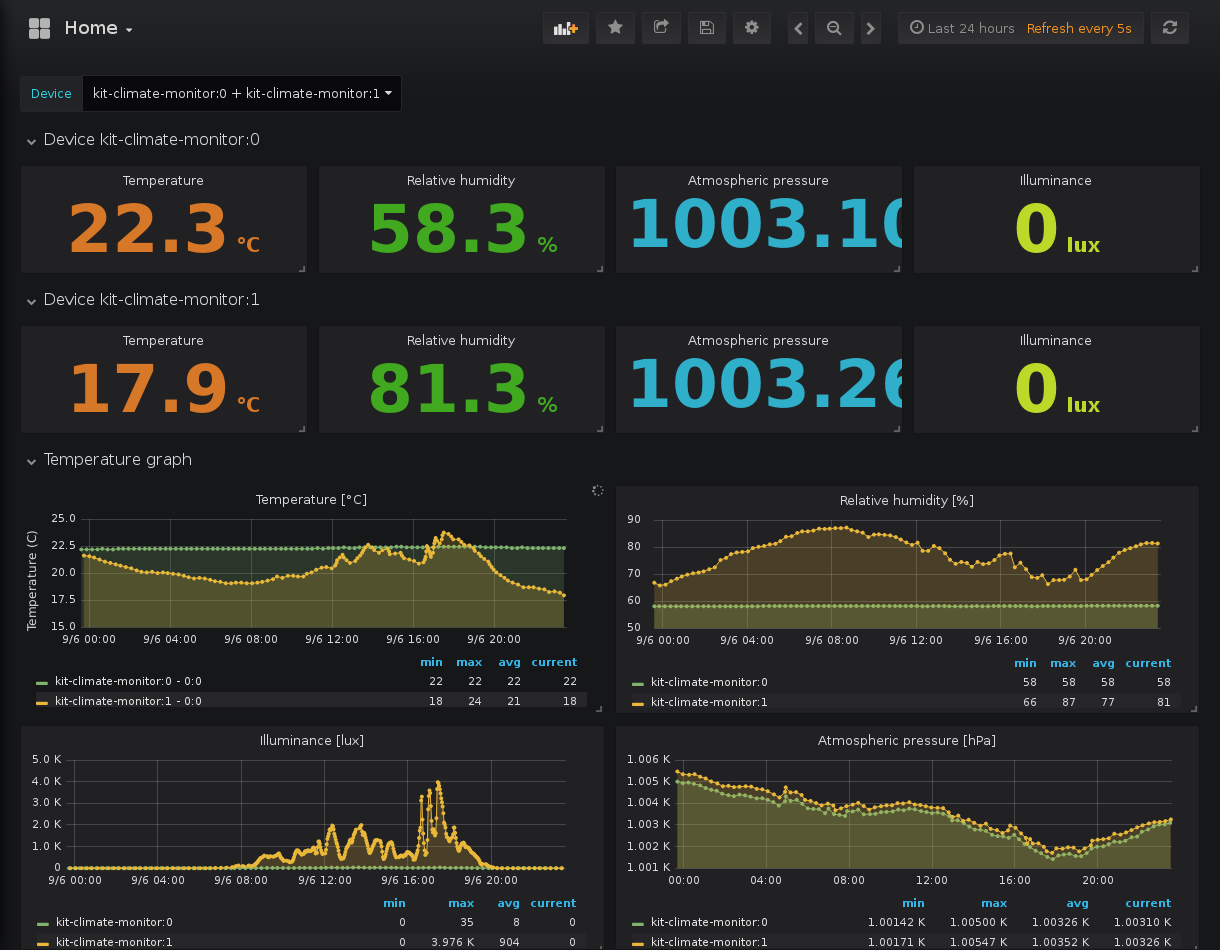 Home
Last 24 hours Refresh every 5s
Device kit-climate-monitor:0 + kit-climate-monitor:1
Device kit-climate-monitor:0
Temperature Relative humidity Atmospheric pressure Illuminance
22.3 °C 58.3 % 1003.10 0 lux
Device kit-climate-monitor:1
Temperature Relative humidity Atmospheric pressure Illuminance
17.9 °C 81.3 % 1003.26 0 lux
Temperature graph
Temperature [°C]
Temperature (C)
25.0
22.5
20.0
17.5
15.0
9/6 00:00 9/6 04:00 9/6 08:00 9/6 12:00 9/6 16:00 9/6 20:00
min max avg current
kit-climate-monitor:0 - 0:0 22 22 22 22
kit-climate-monitor:1 - 0:0 18 24 21 18
Relative humidity [%]
90
80
70
60
50
9/6 00:00 9/6 04:00 9/6 08:00 9/6 12:00 9/6 16:00 9/6 20:00
min max avg current
kit-climate-monitor:0 58 58 58 58
kit-climate-monitor:1 66 87 77 81
Illuminance [lux]
5.0 K
4.0 K
3.0 K
2.0 K
1.0 K
0
9/6 00:00 9/6 04:00 9/6 08:00 9/6 12:00 9/6 16:00 9/6 20:00
min max avg current
kit-climate-monitor:0 0 35 8 0
kit-climate-monitor:1 0 3.976 K 904 0
Atmospheric pressure [hPa]
1.006 K
1.005 K
1.004 K
1.003 K
1.002 K
1.001 K
00:00 04:00 08:00 12:00 16:00 20:00
min max avg current
kit-climate-monitor:0 1.00142 K 1.00500 K 1.00326 K 1.00310 K
kit-climate-monitor:1 1.00171 K 1.00547 K 1.00352 K 1.00326 K